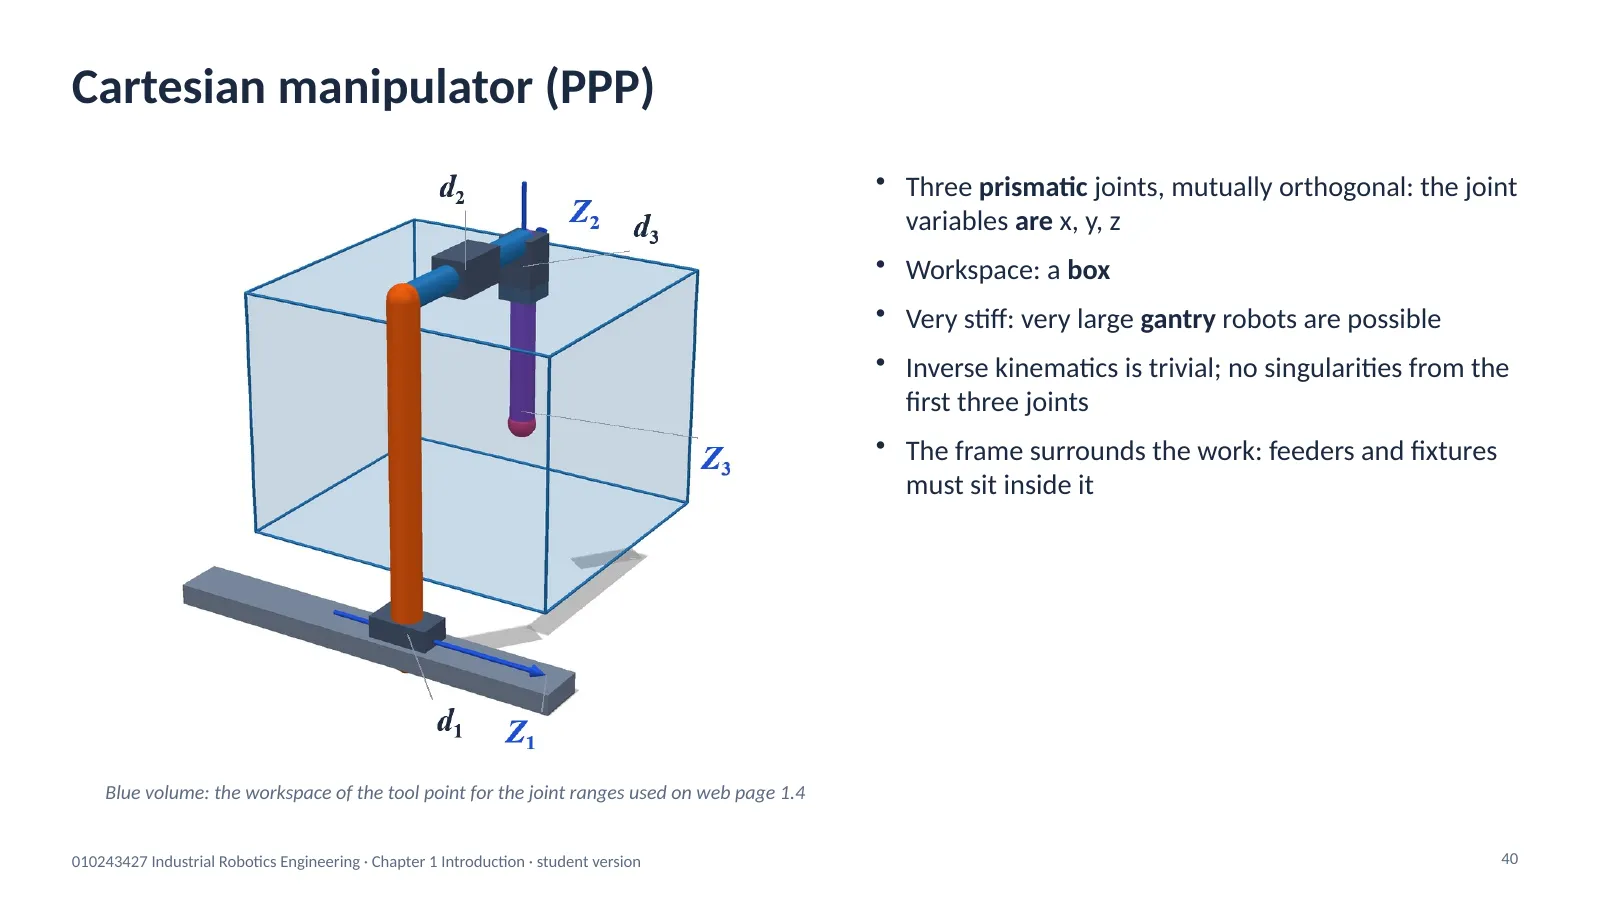 Cartesian manipulator (PPP)
d2
Z2
d3
Z3
d1
Z1
Blue volume: the workspace of the tool point for the joint ranges used on web page 1.4
• Three prismatic joints, mutually orthogonal: the joint
variables are x, y, z
• Workspace: a box
• Very stiff: very large gantry robots are possible
• Inverse kinematics is trivial; no singularities from the
first three joints
• The frame surrounds the work: feeders and fixtures
must sit inside it
010243427 Industrial Robotics Engineering · Chapter 1 Introduction · student version
40